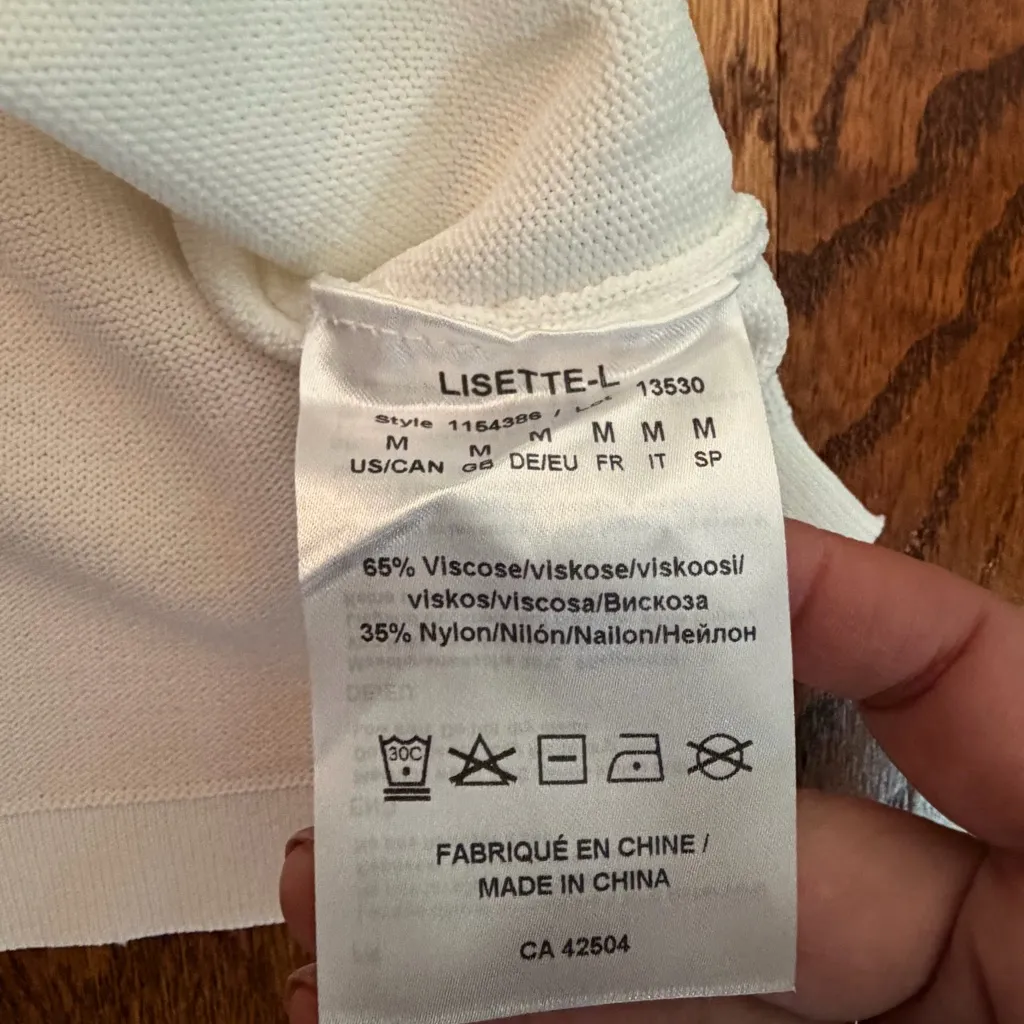 LISETTE-L
Style 1154386 / Lot 13530
M M M M M M
US/CAN GB DE/EU FR IT SP
65% Viscose/viskose/viskoosi/
viskos/viscosa/Вискоза
35% Nylon/Nilón/Nailon/Нейлон
30C
FABRIQUÉ EN CHINE /
MADE IN CHINA
CA 42504